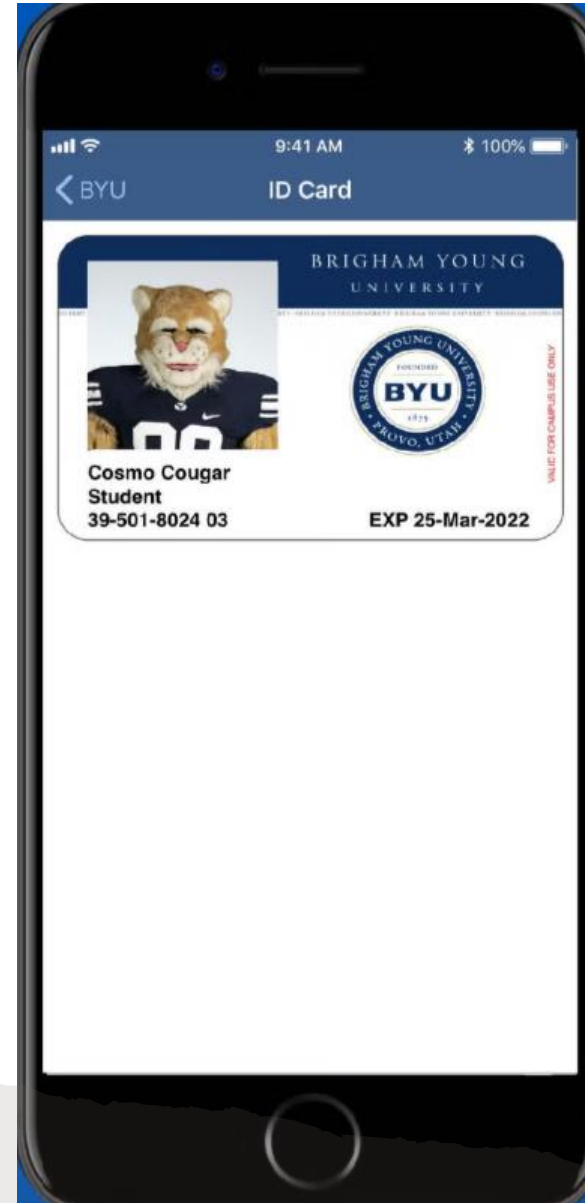 9:41 AM
100%
BYU
ID Card
BRIGHAM YOUNG
UNIVERSITY
BRIGHAM YOUNG UNIVERSITY
FOUNDED
BYU
1875
PROVO, UTAH
VALID FOR CAMPUS USE ONLY
Cosmo Cougar
Student
39-501-8024 03
EXP 25-Mar-2022